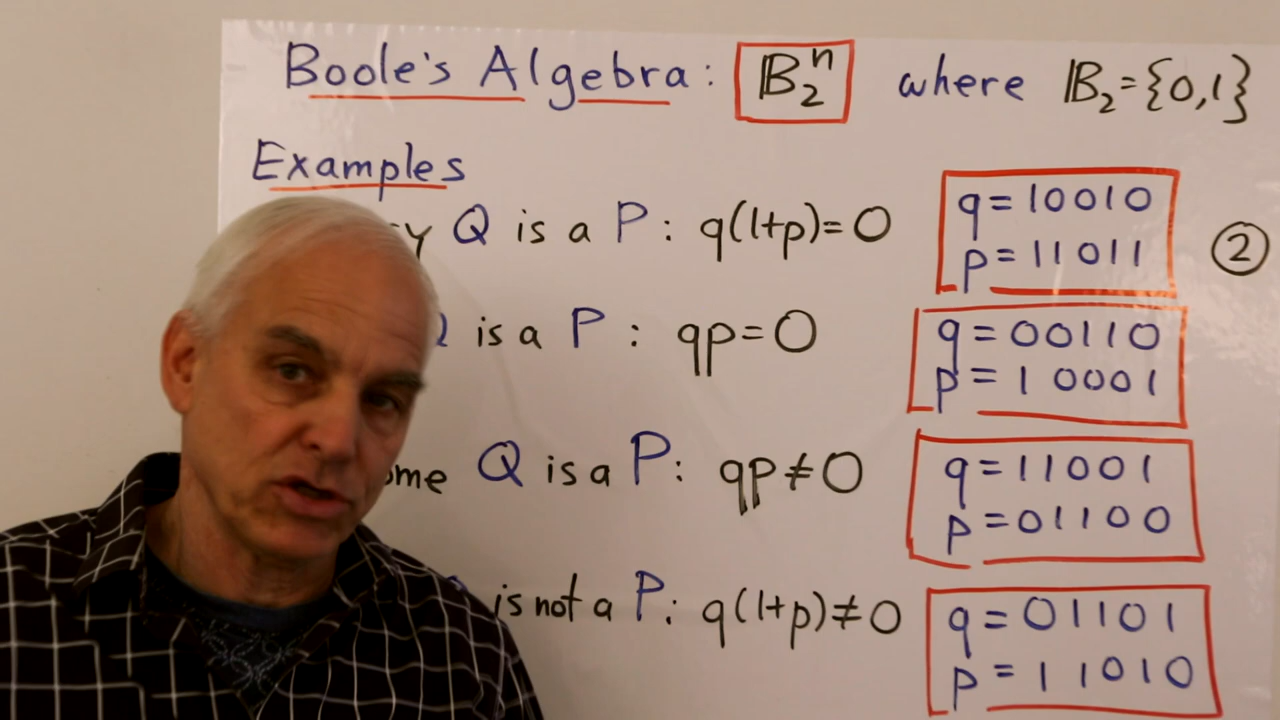 Boole's Algebra: 𝔹₂ⁿ where 𝔹₂={0,1}
Examples
Q is a P: q(1+p)=0
q=10010
p=11011
②
is a P : qp=0
q=00110
p=10001
Q is a P: qp≠0
q=11001
p=01100
is not a P: q(1+p)≠0
q=01101
p=11010